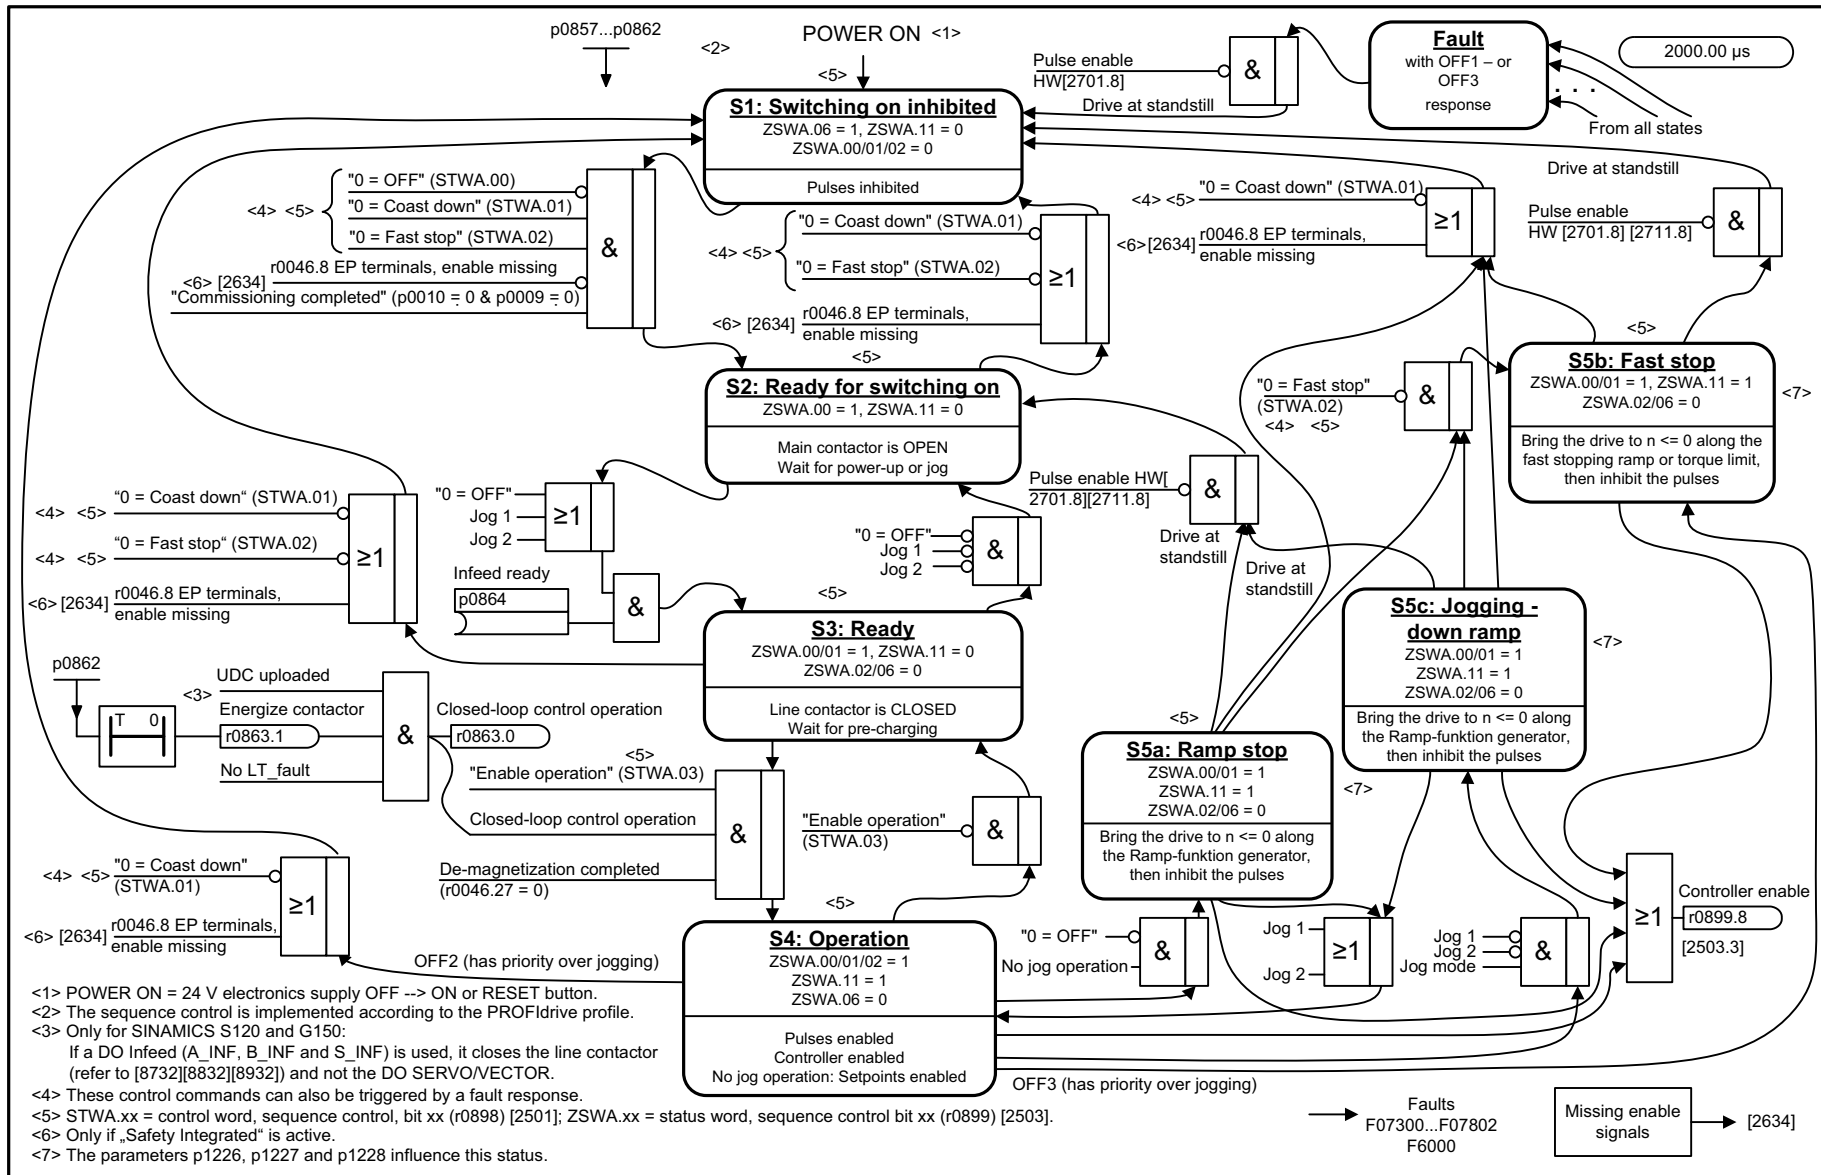 p0857...p0862
<2>
POWER ON <1>
<5>
Pulse enable
HW[2701.8]
&
Drive at standstill
Fault
with OFF1 – or
OFF3
response
. . .
From all states
2000.00 µs
S1: Switching on inhibited
ZSWA.06 = 1, ZSWA.11 = 0
ZSWA.00/01/02 = 0
Pulses inhibited
<4> <5>
"0 = OFF" (STWA.00)
"0 = Coast down" (STWA.01)
"0 = Fast stop" (STWA.02)
<6> [2634]
r0046.8 EP terminals, enable missing
"Commissioning completed" (p0010 = 0 & p0009 = 0)
&
<4> <5>
"0 = Coast down" (STWA.01)
"0 = Fast stop" (STWA.02)
<6> [2634]
r0046.8 EP terminals,
enable missing
≥1
<4> <5>
"0 = Coast down" (STWA.01)
<6>[2634]
r0046.8 EP terminals,
enable missing
≥1
Drive at standstill
Pulse enable
HW [2701.8] [2711.8]
&
<5>
S2: Ready for switching on
ZSWA.00 = 1, ZSWA.11 = 0
Main contactor is OPEN
Wait for power-up or jog
"0 = Fast stop"
(STWA.02)
<4> <5>
&
<5>
S5b: Fast stop
ZSWA.00/01 = 1, ZSWA.11 = 1
ZSWA.02/06 = 0
Bring the drive to n <= 0 along the
fast stopping ramp or torque limit,
then inhibit the pulses
<7>
<4> <5>
“0 = Coast down“ (STWA.01)
<4> <5>
“0 = Fast stop“ (STWA.02)
<6> [2634]
r0046.8 EP terminals,
enable missing
≥1
"0 = OFF"
Jog 1
Jog 2
≥1
Infeed ready
p0864
&
"0 = OFF"
Jog 1
Jog 2
&
Pulse enable HW[
2701.8][2711.8]
&
Drive at
standstill
Drive at
standstill
<5>
S3: Ready
ZSWA.00/01 = 1, ZSWA.11 = 0
ZSWA.02/06 = 0
Line contactor is CLOSED
Wait for pre-charging
S5c: Jogging -
down ramp
ZSWA.00/01 = 1
ZSWA.11 = 1
ZSWA.02/06 = 0
Bring the drive to n <= 0 along
the Ramp-funktion generator,
then inhibit the pulses
<7>
p0862
T 0
<3>
UDC uploaded
Energize contactor
r0863.1
No LT_fault
&
Closed-loop control operation
r0863.0
<5>
"Enable operation" (STWA.03)
Closed-loop control operation
De-magnetization completed
(r0046.27 = 0)
&
"Enable operation"
(STWA.03)
&
<5>
S5a: Ramp stop
ZSWA.00/01 = 1
ZSWA.11 = 1
ZSWA.02/06 = 0
Bring the drive to n <= 0 along
the Ramp-funktion generator,
then inhibit the pulses
<7>
<4> <5>
"0 = Coast down"
(STWA.01)
<6> [2634]
r0046.8 EP terminals,
enable missing
≥1
OFF2 (has priority over jogging)
<5>
S4: Operation
ZSWA.00/01/02 = 1
ZSWA.11 = 1
ZSWA.06 = 0
Pulses enabled
Controller enabled
No jog operation: Setpoints enabled
"0 = OFF"
No jog operation
&
Jog 1
Jog 2
≥1
Jog 1
Jog 2
Jog mode
&
≥1
Controller enable
r0899.8
[2503.3]
OFF3 (has priority over jogging)
<1> POWER ON = 24 V electronics supply OFF --> ON or RESET button.
<2> The sequence control is implemented according to the PROFIdrive profile.
<3> Only for SINAMICS S120 and G150:
If a DO Infeed (A_INF, B_INF and S_INF) is used, it closes the line contactor
(refer to [8732][8832][8932]) and not the DO SERVO/VECTOR.
<4> These control commands can also be triggered by a fault response.
<5> STWA.xx = control word, sequence control, bit xx (r0898) [2501]; ZSWA.xx = status word, sequence control bit xx (r0899) [2503].
<6> Only if „Safety Integrated“ is active.
<7> The parameters p1226, p1227 and p1228 influence this status.
Faults
F07300...F07802
F6000
Missing enable
signals
[2634]